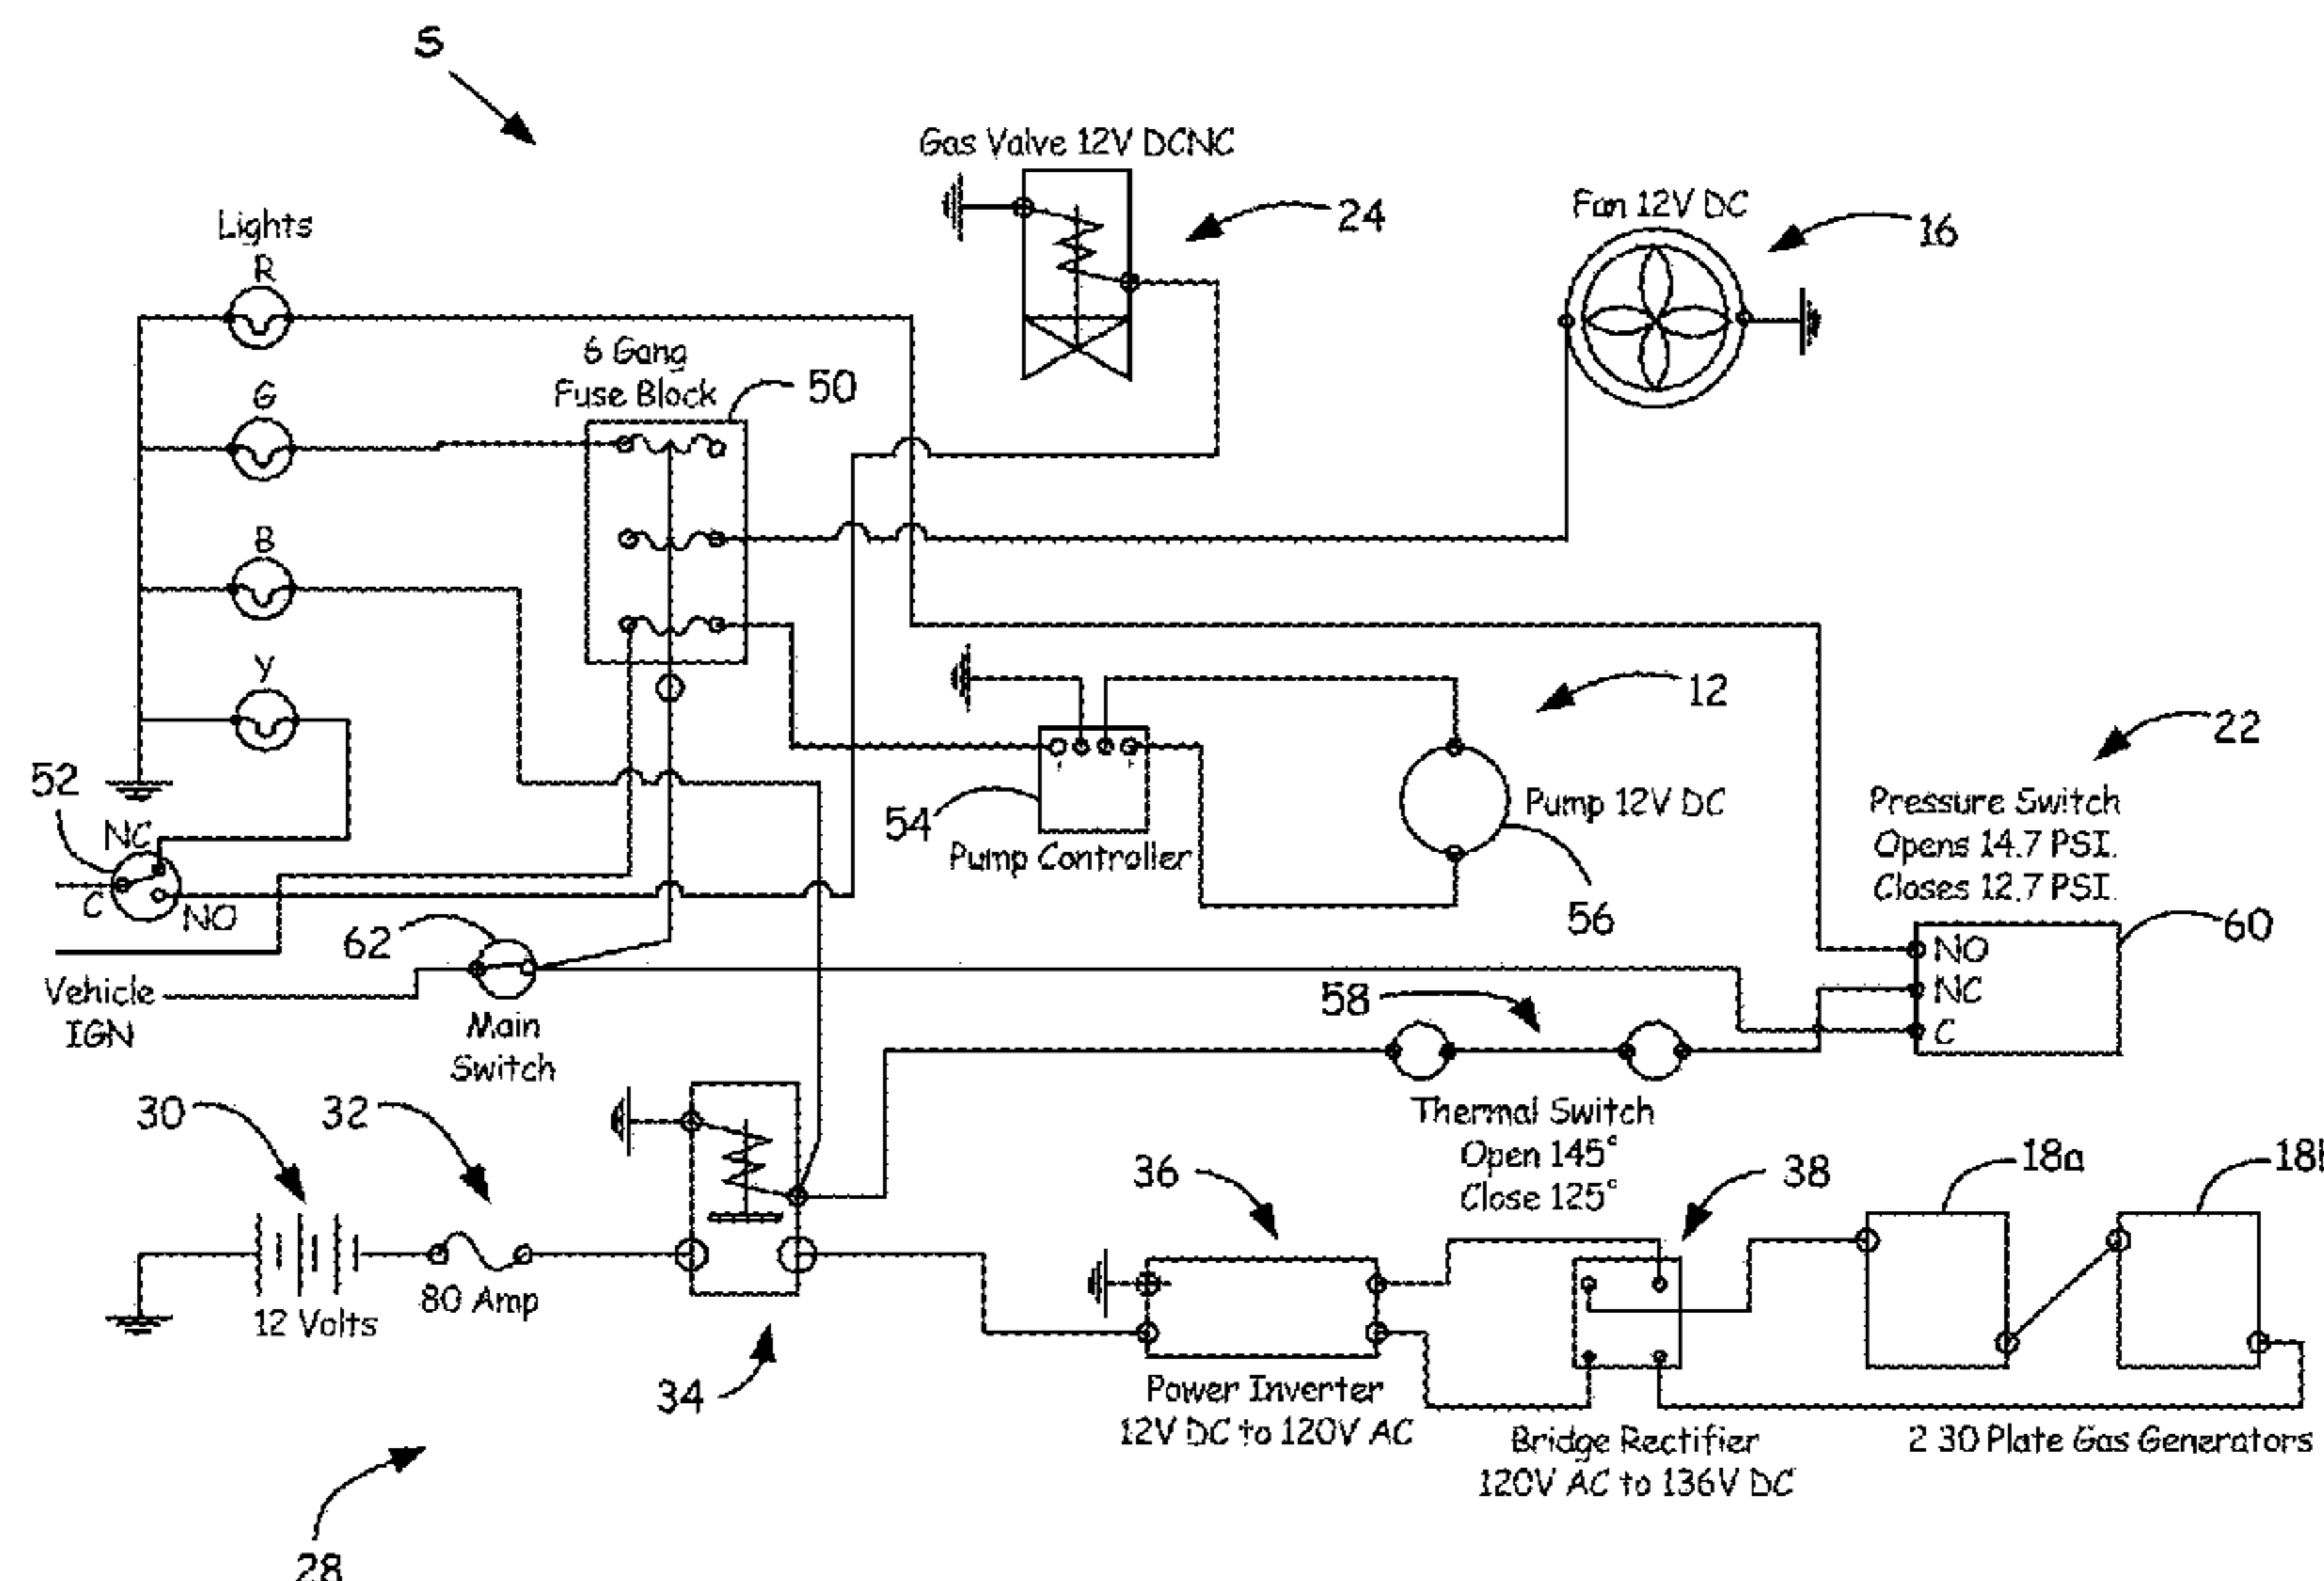 S
Gas Valve 12V DCNC
24
Fan 12V DC
16
Lights
R
6 Gang
Fuse Block
50
G
B
Y
12
22
52
NC
C
NO
54
Pump Controller
Pump 12V DC
56
Pressure Switch
Opens 14.7 PSI.
Closes 12.7 PSI.
60
NO
NC
C
62
Vehicle
IGN
Main
Switch
58
Thermal Switch
Open 145°
Close 125°
30
32
12 Volts
80 Amp
34
36
38
18a
18b
Power Inverter
12V DC to 120V AC
Bridge Rectifier
120V AC to 136V DC
2 30 Plate Gas Generators
28